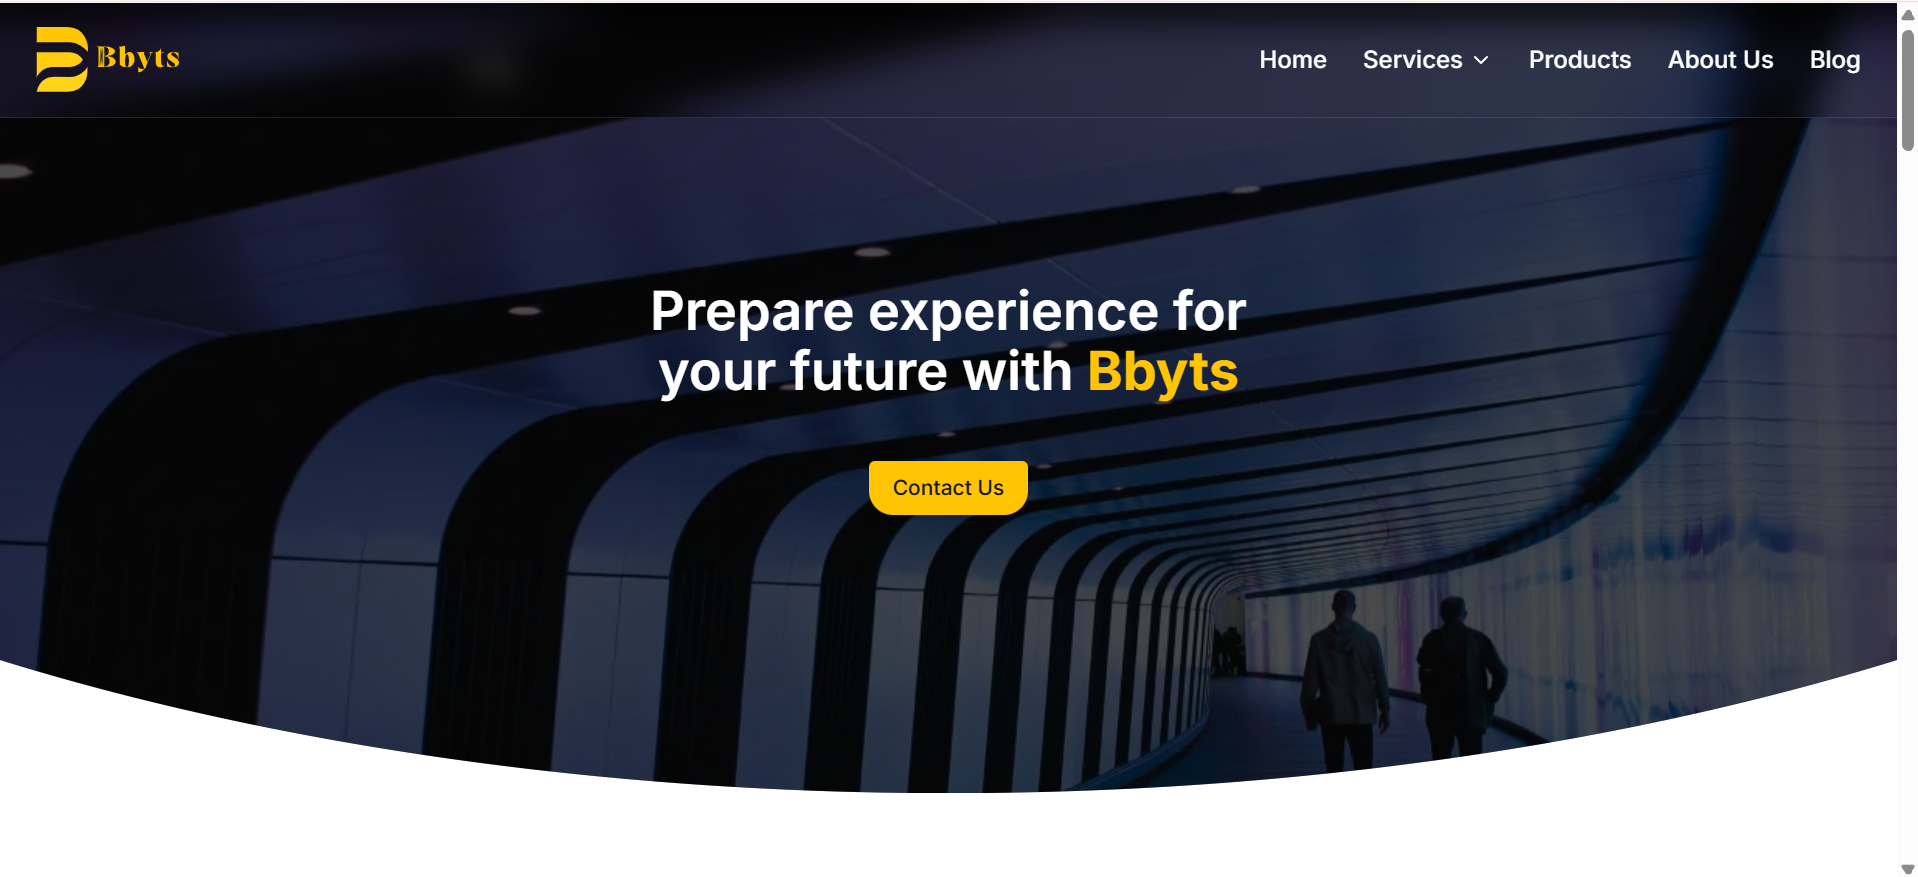 Bbyts
Home Services Products About Us Blog
Prepare experience for
your future with Bbyts
Contact Us